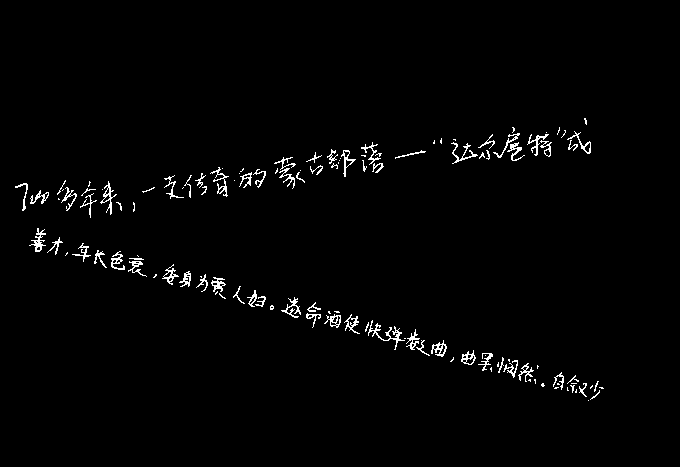 700多年来，一支传奇的蒙古部落—“达尔扈特”成
善才，年长色衰，委身为贾人妇。遂命酒使快弹数曲，曲罢悯然。自叙少